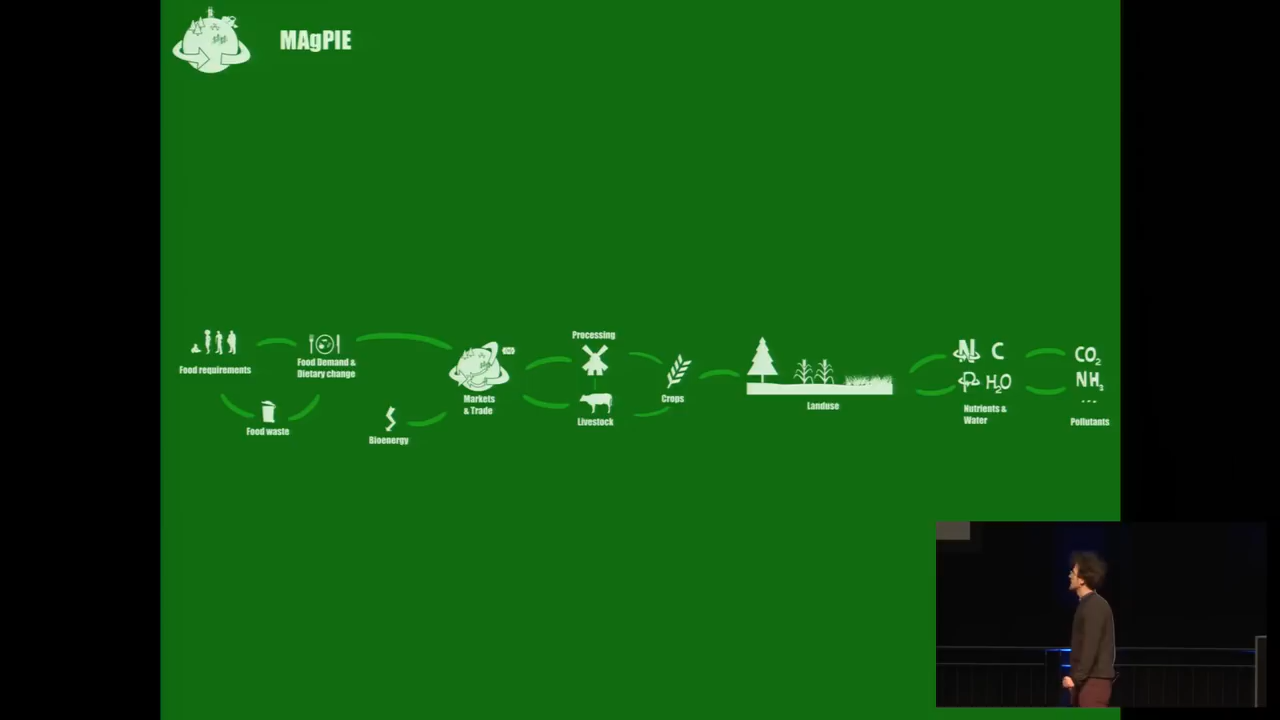 MAgPIE
Food requirements
Food Demand &
Dietary change
Food waste
Bioenergy
Markets
& Trade
Processing
Livestock
Crops
Landuse
N C
P H₂O
Nutrients &
Water
CO₂
NH₃
...
Pollutants